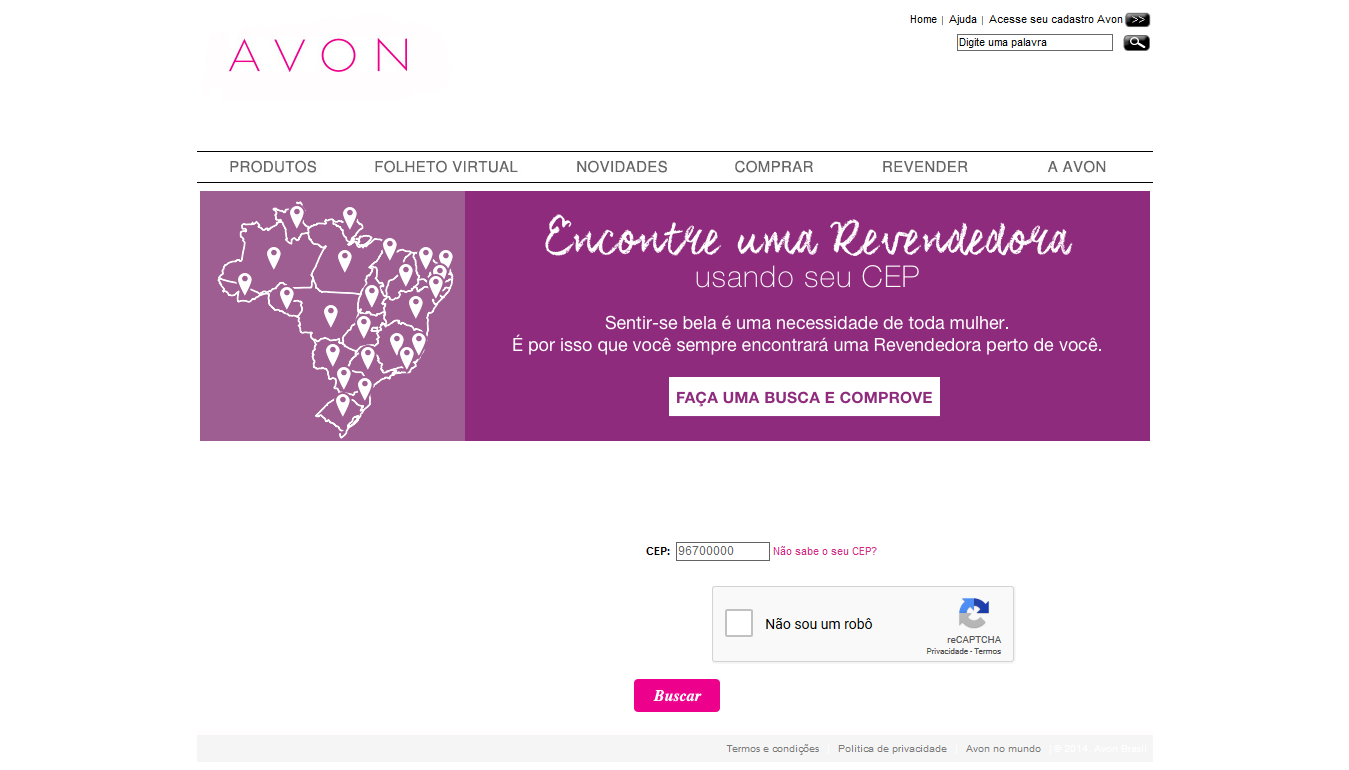 Home | Ajuda | Acesse seu cadastro Avon >>
Digite uma palavra
AVON
PRODUTOS FOLHETO VIRTUAL NOVIDADES COMPRAR REVENDER A AVON
Encontre uma Revendedora
usando seu CEP
Sentir-se bela é uma necessidade de toda mulher.
É por isso que você sempre encontrará uma Revendedora perto de você.
FAÇA UMA BUSCA E COMPROVE
CEP: 96700000 Não sabe o seu CEP?
Não sou um robô
reCAPTCHA
Privacidade - Termos
Buscar
Termos e condições | Política de privacidade | Avon no mundo © 2014. Avon Brasil